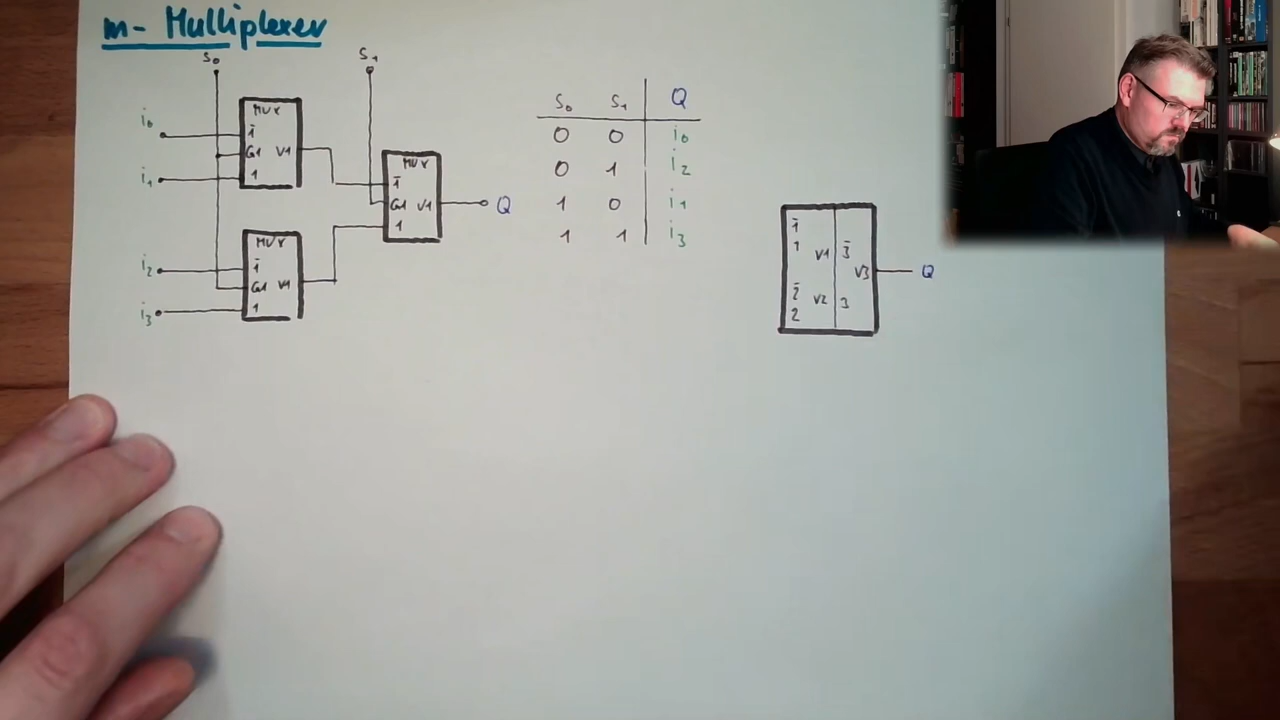 m- Multiplexer
S₀
S₁
i₀
i₁
i₂
i₃
MUX
1̅
G1 V1
1
MUX
1̅
G1 V1
1
MUX
1̅
G1 V1
1
Q
S₀ S₁ Q
0 0 i₀
0 1 i₂
1 0 i₁
1 1 i₃
1̅
1
V1
2̅
2
V2
3̅
3
V3
Q